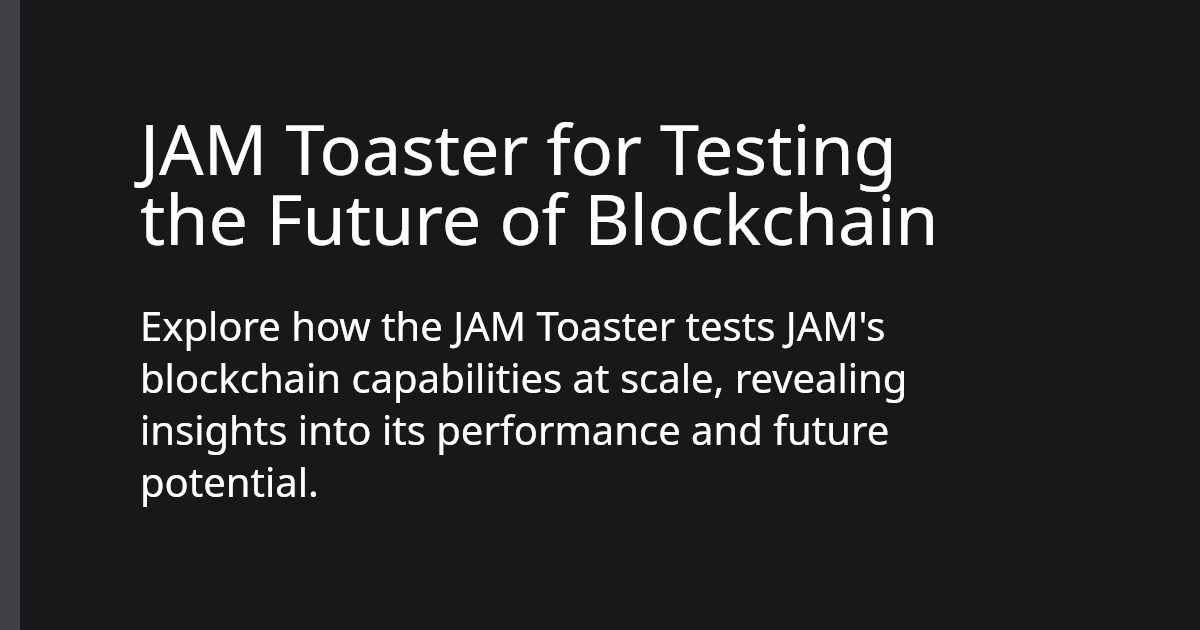 JAM Toaster for Testing
the Future of Blockchain
Explore how the JAM Toaster tests JAM's
blockchain capabilities at scale, revealing
insights into its performance and future
potential.